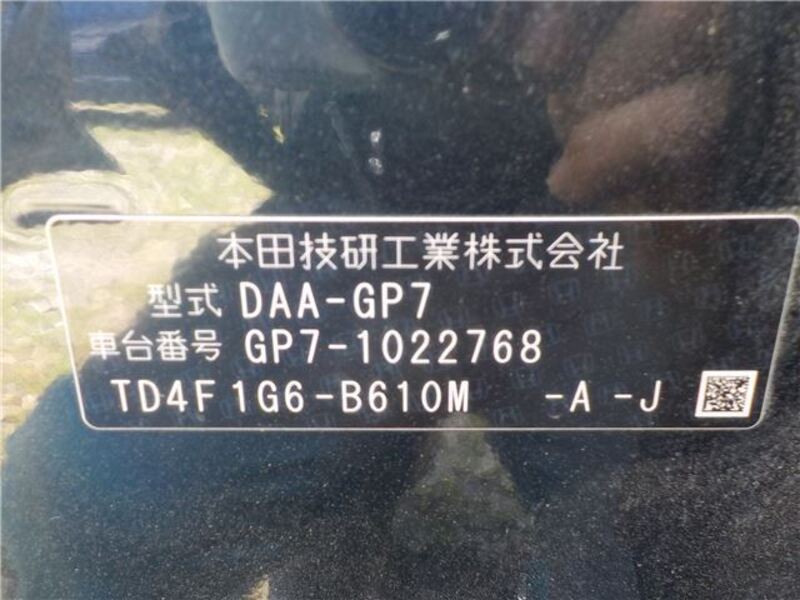 本田技研工業株式会社
型式 DAA-GP7
車台番号 GP7-1022768
TD4F1G6-B610M -A -J